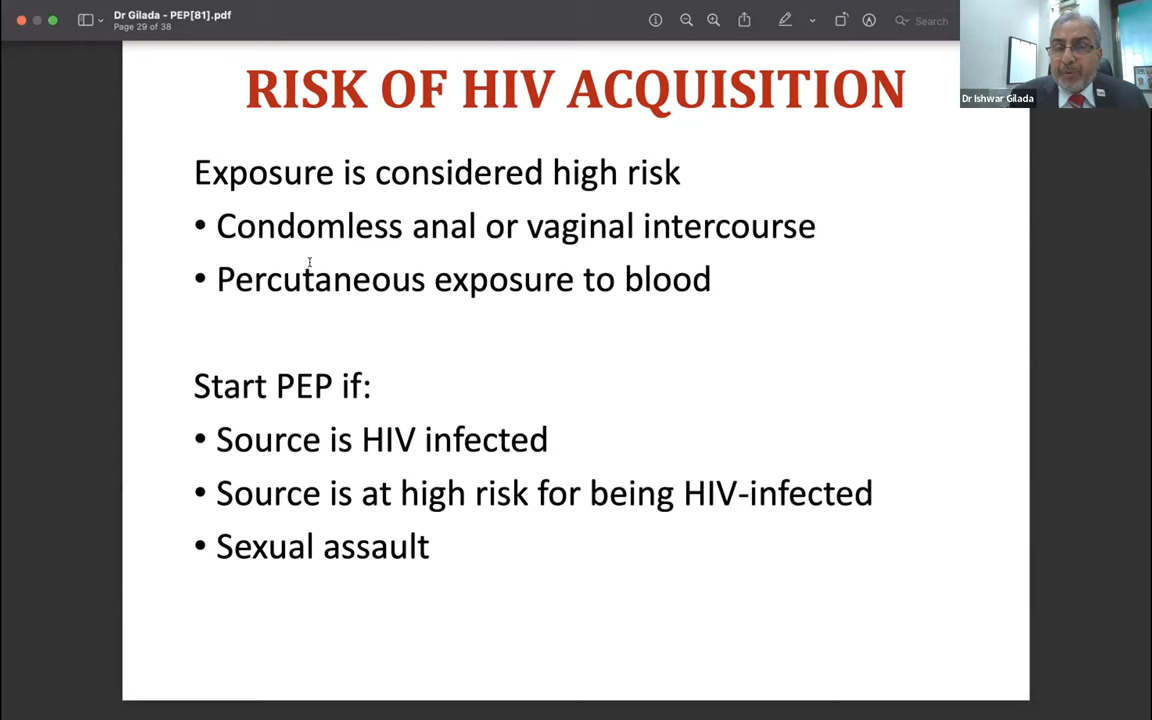 Dr Gilada - PEP[81].pdf
Page 29 of 38
Search
Dr Ishwar Gilada
RISK OF HIV ACQUISITION
Exposure is considered high risk
• Condomless anal or vaginal intercourse
• Percutaneous exposure to blood
Start PEP if:
• Source is HIV infected
• Source is at high risk for being HIV-infected
• Sexual assault